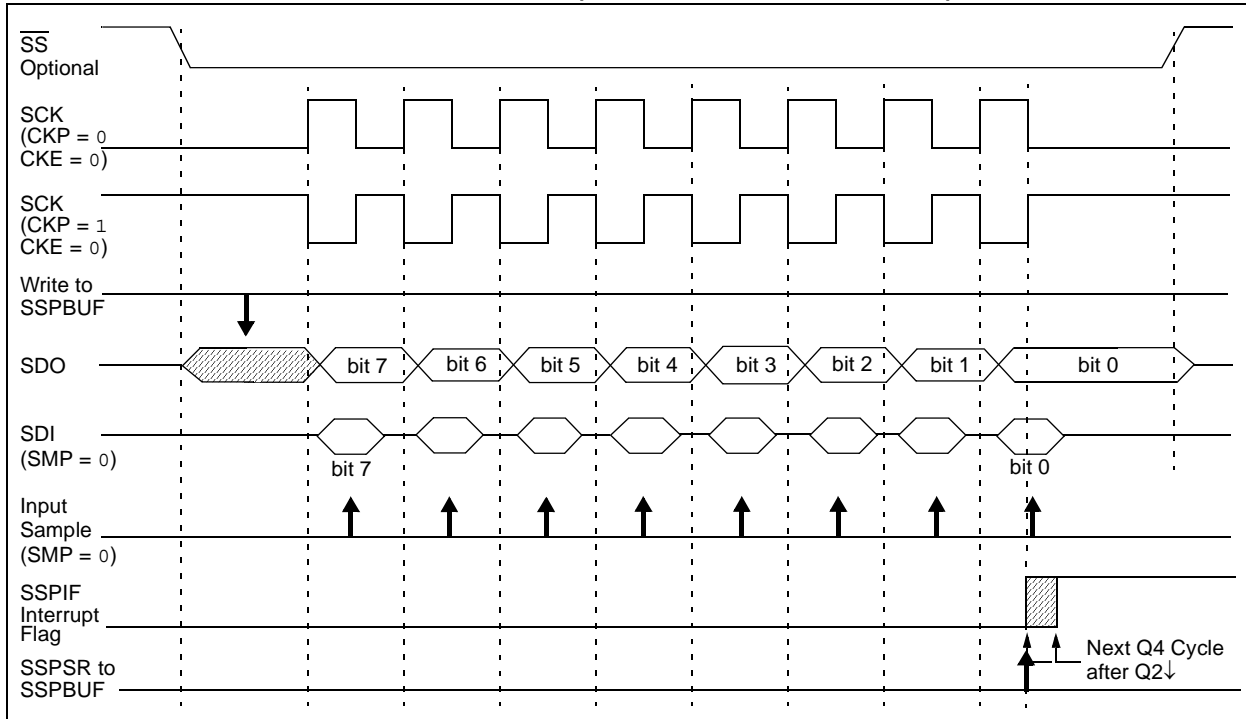 SS
Optional
SCK
(CKP = 0
CKE = 0)
SCK
(CKP = 1
CKE = 0)
Write to
SSPBUF
SDO
bit 7
bit 6
bit 5
bit 4
bit 3
bit 2
bit 1
bit 0
SDI
(SMP = 0)
bit 7
bit 0
Input
Sample
(SMP = 0)
SSPIF
Interrupt
Flag
Next Q4 Cycle
after Q2↓
SSPSR to
SSPBUF